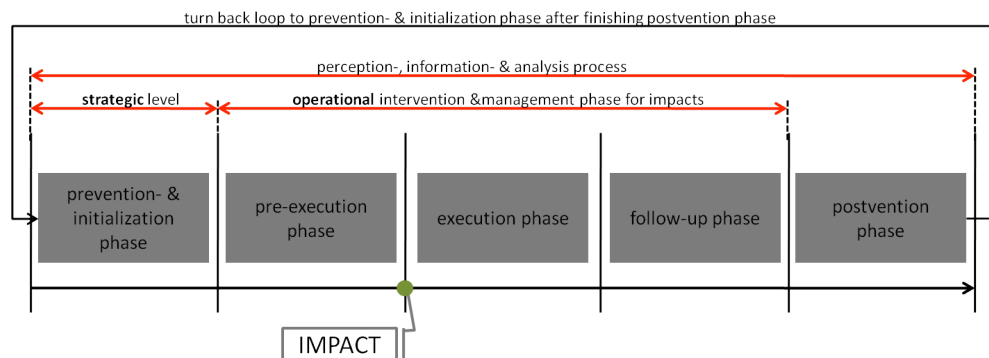 turn back loop to prevention- & initialization phase after finishing postvention phase
perception-, information- & analysis process
strategic level
operational intervention &management phase for impacts
prevention- &
initialization
phase
pre-execution
phase
execution phase
follow-up phase
postvention
phase
IMPACT